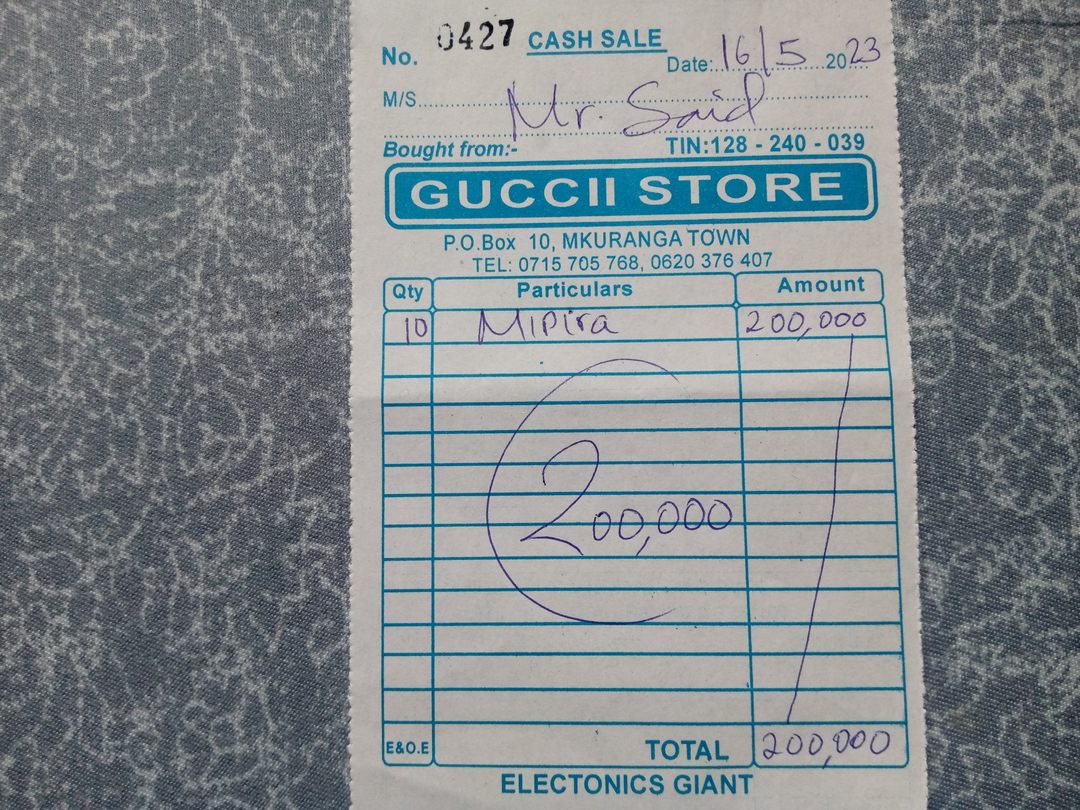 No. 0427 CASH SALE
Date:..16/5...2023
M/S....Mr. Said
Bought from:- TIN:128 - 240 - 039
GUCCII STORE
P.O.Box 10, MKURANGA TOWN
TEL: 0715 705 768, 0620 376 407
Qty Particulars Amount
10 Mipira 200,000
200,000
E&O.E TOTAL 200,000
ELECTONICS GIANT